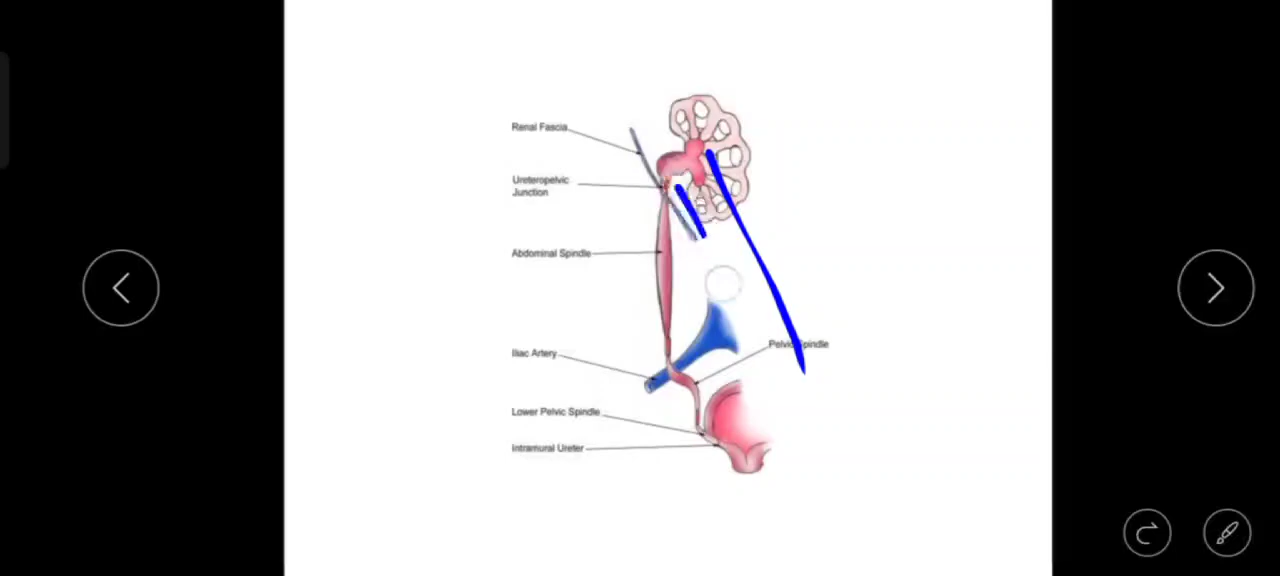 Renal Fascia
Ureteropelvic
Junction
Abdominal Spindle
Iliac Artery
Pelvic Spindle
Lower Pelvic Spindle
Intramural Ureter